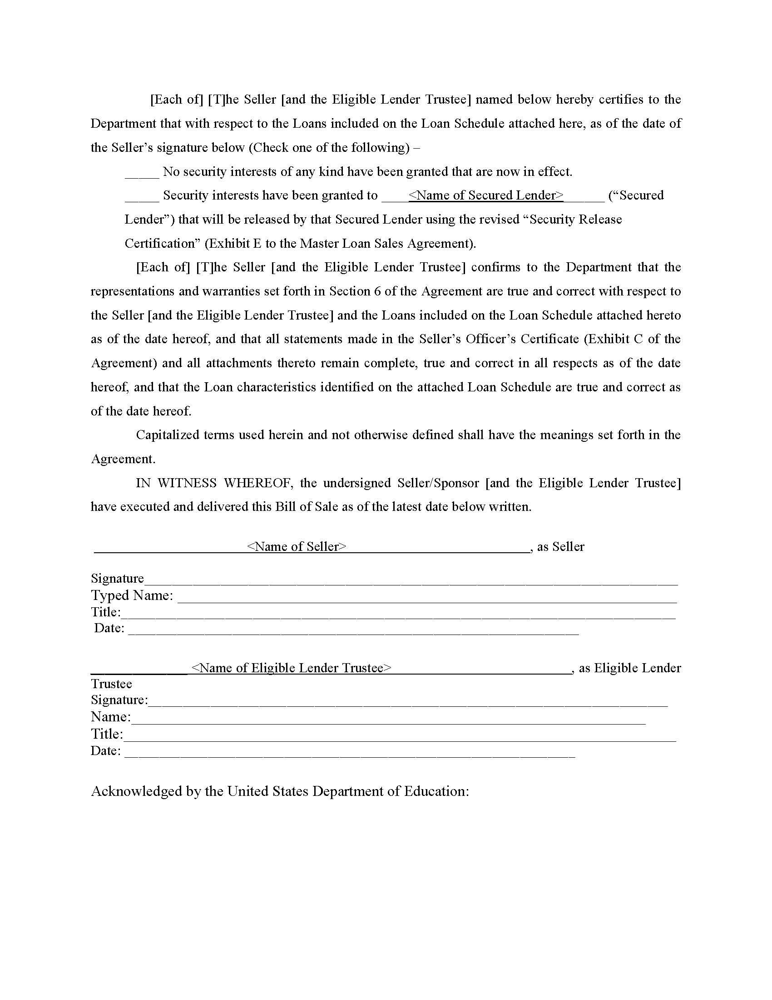 [Each of] [T]he Seller [and the Eligible Lender Trustee] named below hereby certifies to the
Department that with respect to the Loans included on the Loan Schedule attached here, as of the date of
the Seller’s signature below (Check one of the following) –
_____ No security interests of any kind have been granted that are now in effect.
_____ Security interests have been granted to ____<Name of Secured Lender>______ (“Secured
Lender”) that will be released by that Secured Lender using the revised “Security Release
Certification” (Exhibit E to the Master Loan Sales Agreement).
[Each of] [T]he Seller [and the Eligible Lender Trustee] confirms to the Department that the
representations and warranties set forth in Section 6 of the Agreement are true and correct with respect to
the Seller [and the Eligible Lender Trustee] and the Loans included on the Loan Schedule attached hereto
as of the date hereof, and that all statements made in the Seller’s Officer’s Certificate (Exhibit C of the
Agreement) and all attachments thereto remain complete, true and correct in all respects as of the date
hereof, and that the Loan characteristics identified on the attached Loan Schedule are true and correct as
of the date hereof.
Capitalized terms used herein and not otherwise defined shall have the meanings set forth in the
Agreement.
IN WITNESS WHEREOF, the undersigned Seller/Sponsor [and the Eligible Lender Trustee]
have executed and delivered this Bill of Sale as of the latest date below written.
<Name of Seller>, as Seller
Signature
Typed Name:
Title:
Date:
<Name of Eligible Lender Trustee>, as Eligible Lender
Trustee
Signature:
Name:
Title:
Date:
Acknowledged by the United States Department of Education: